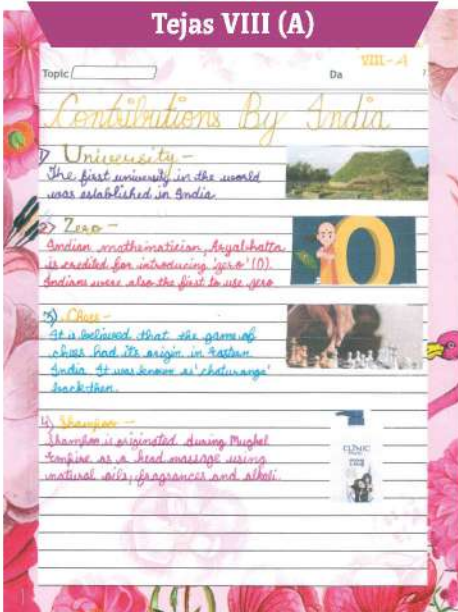 Tejas VIII (A)
VIII-A
Topic
Da
Contributions By India
1) University -
The first university in the world
was established in India
2) Zero -
Indian mathematician, Aryabhatta
is credited for introducing 'zero' (0).
Indians were also the first to use zero
3) Chess -
It is believed that the game of
chess had its origin in Eastern
India. It was known as 'chaturanga'
back then.
4) Shampoo -
Shampoo is originated during Mughal
Empire as a head massage using
natural oils, fragrances and alkali.
CLINIC